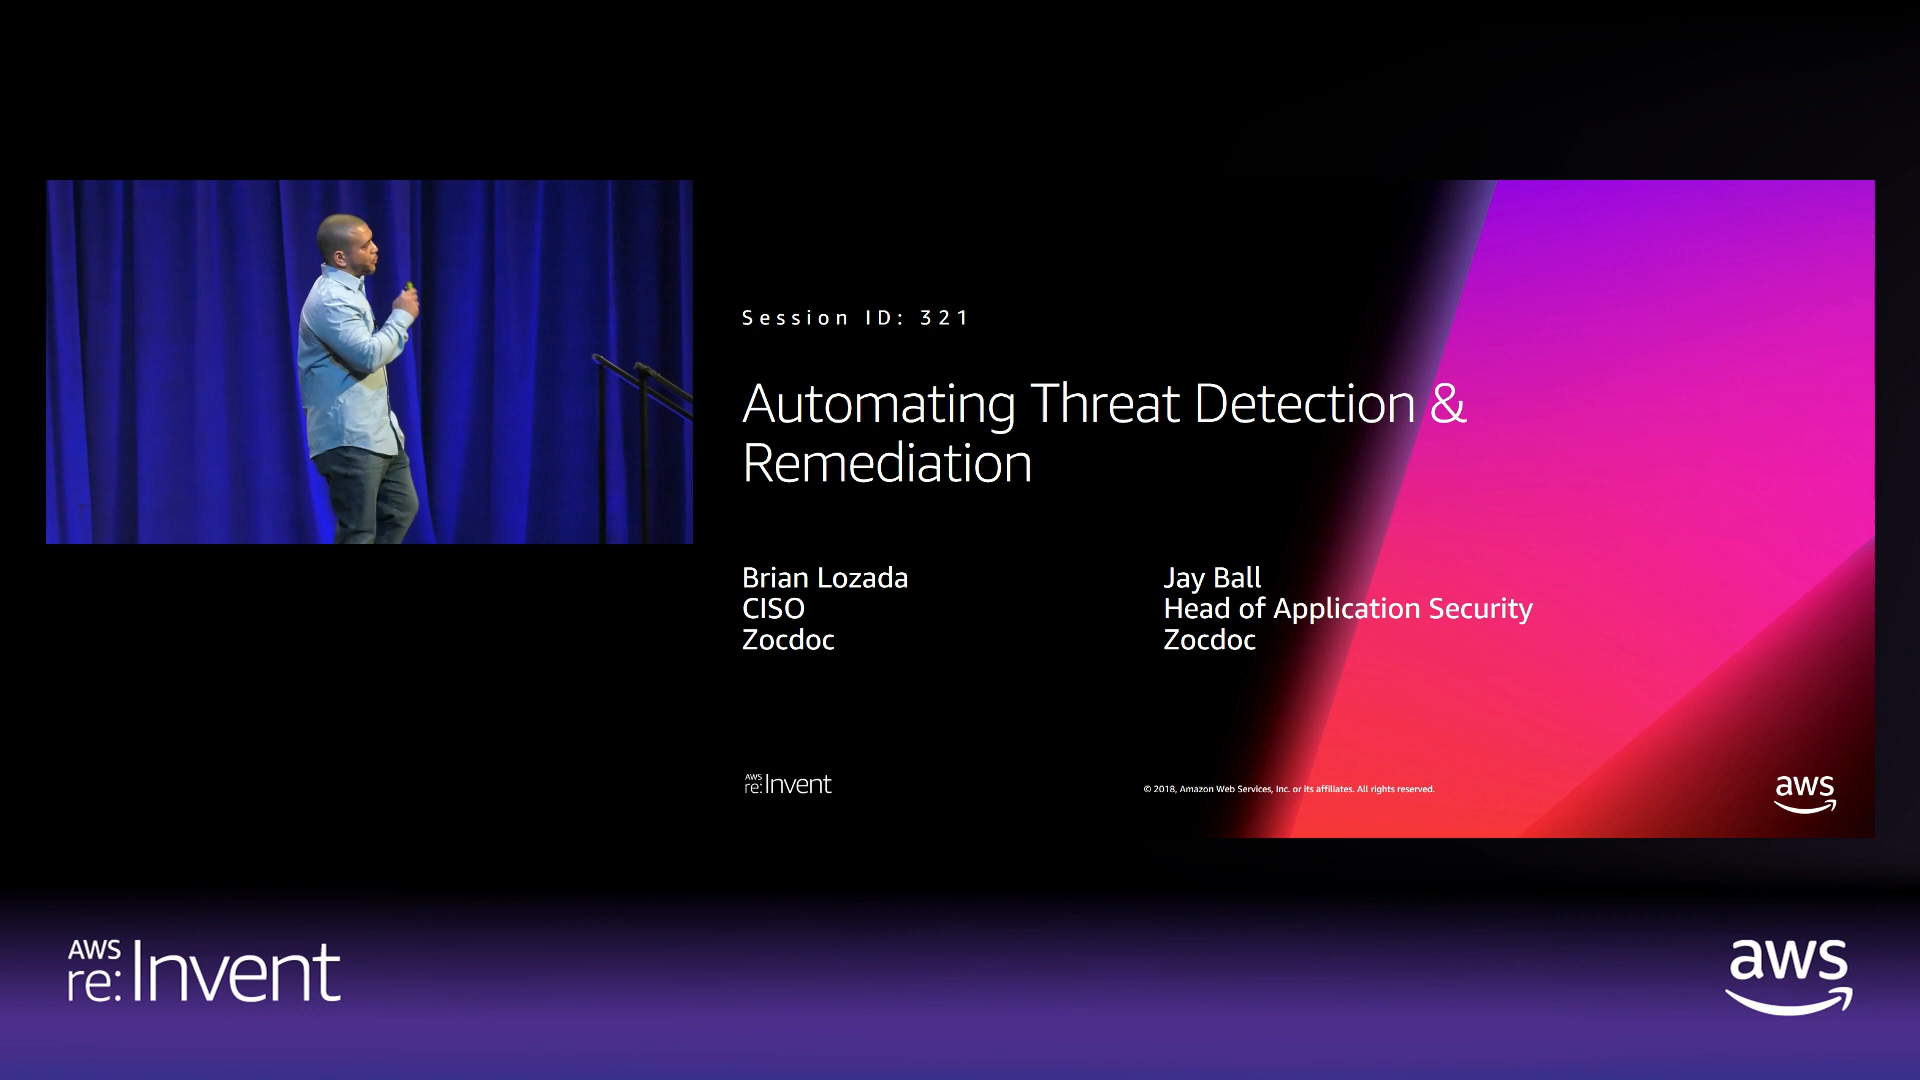 Session ID: 321
Automating Threat Detection &
Remediation
Brian Lozada
CISO
Zocdoc
Jay Ball
Head of Application Security
Zocdoc
AWS
re:Invent
© 2018, Amazon Web Services, Inc. or its affiliates. All rights reserved.
aws
AWS
re:Invent
aws